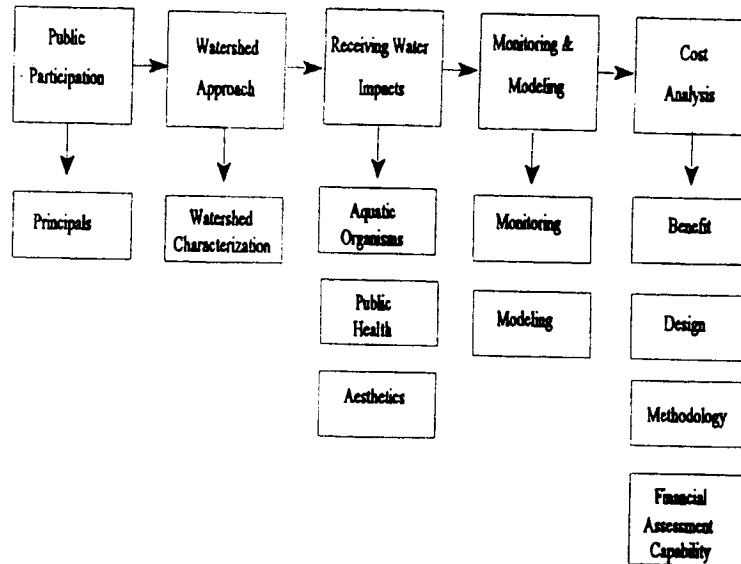 Public
Participation
Watershed
Approach
Receiving Water
Impacts
Monitoring &
Modeling
Cost
Analysis
Principals
Watershed
Characterization
Aquatic
Organisms
Public
Health
Aesthetics
Monitoring
Modeling
Benefit
Design
Methodology
Financial
Assessment
Capability